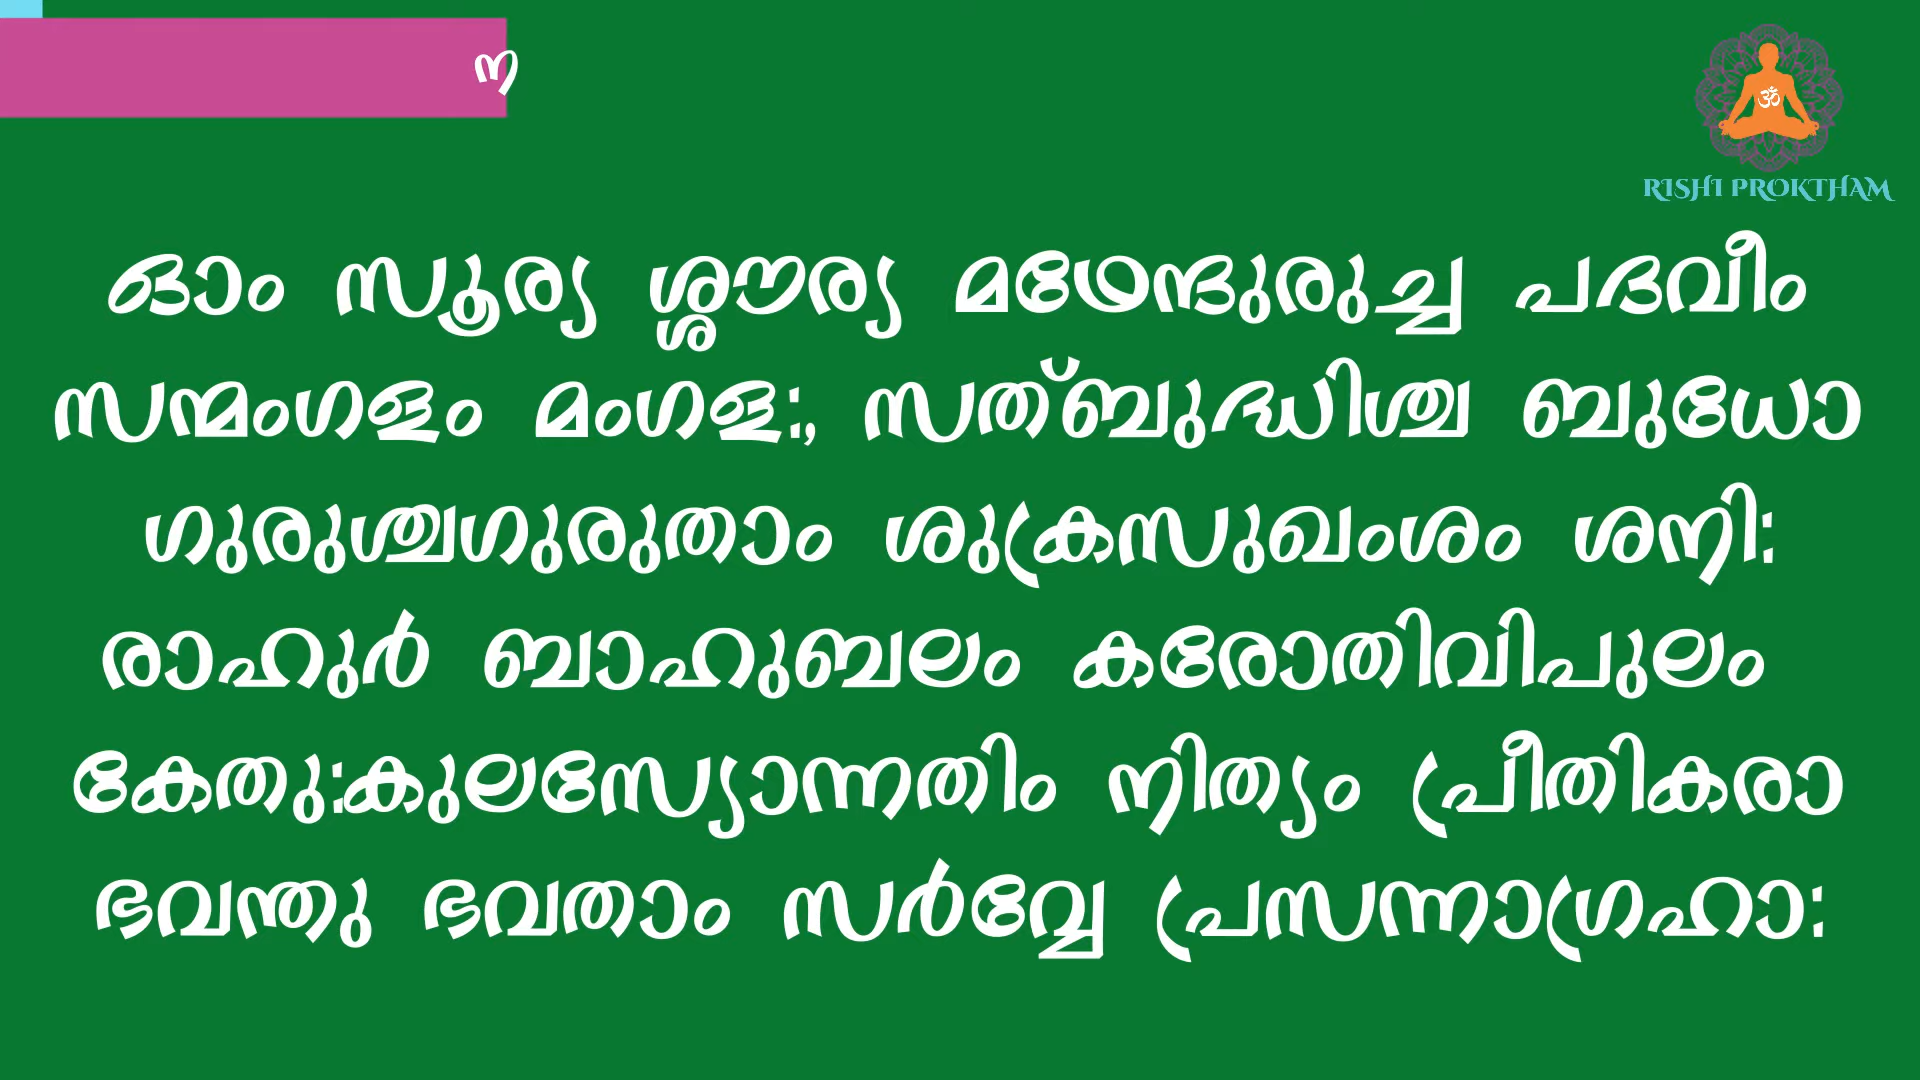 ന
RISHI PROKTHAM
ഓം സൂര്യ ശ്ശൗര്യ മഥേന്ദുരുച്ച പദവീം
സന്മംഗളം മംഗള:, സത്ബുദ്ധിശ്ച ബുധോ
ഗുരുശ്ചഗുരുതാം ശുക്രസുഖംശം ശനി:
രാഹുർ ബാഹുബലം കരോതിവിപുലം
കേതു:കുലസ്യോന്നതിം നിത്യം പ്രീതികരാ
ഭവന്തു ഭവതാം സർവ്വേ പ്രസന്നാഗ്രഹാ: